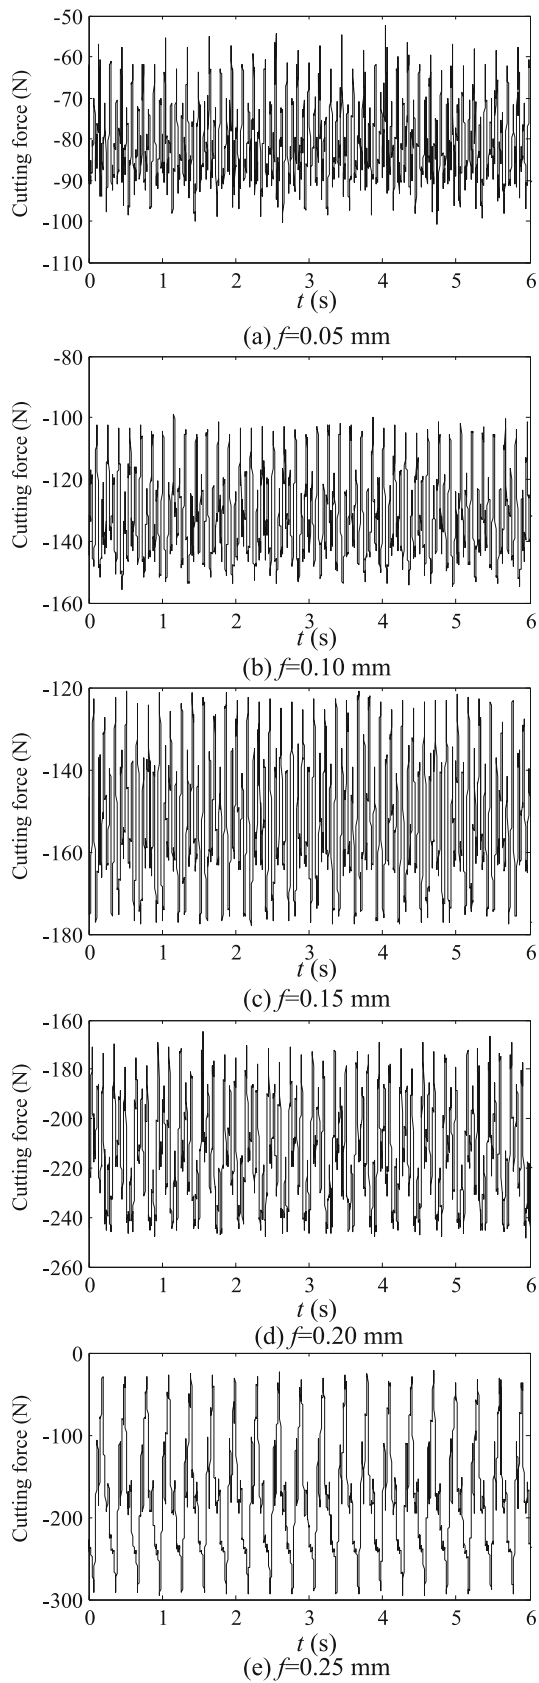 -50
-60
-70
-80
-90
-100
-110
Cutting force (N)
0 1 2 3 4 5 6
t (s)
(a) f=0.05 mm
-80
-100
-120
-140
-160
Cutting force (N)
0 1 2 3 4 5 6
t (s)
(b) f=0.10 mm
-120
-140
-160
-180
Cutting force (N)
0 1 2 3 4 5 6
t (s)
(c) f=0.15 mm
-160
-180
-200
-220
-240
-260
Cutting force (N)
0 1 2 3 4 5 6
t (s)
(d) f=0.20 mm
0
-100
-200
-300
Cutting force (N)
0 1 2 3 4 5 6
t (s)
(e) f=0.25 mm